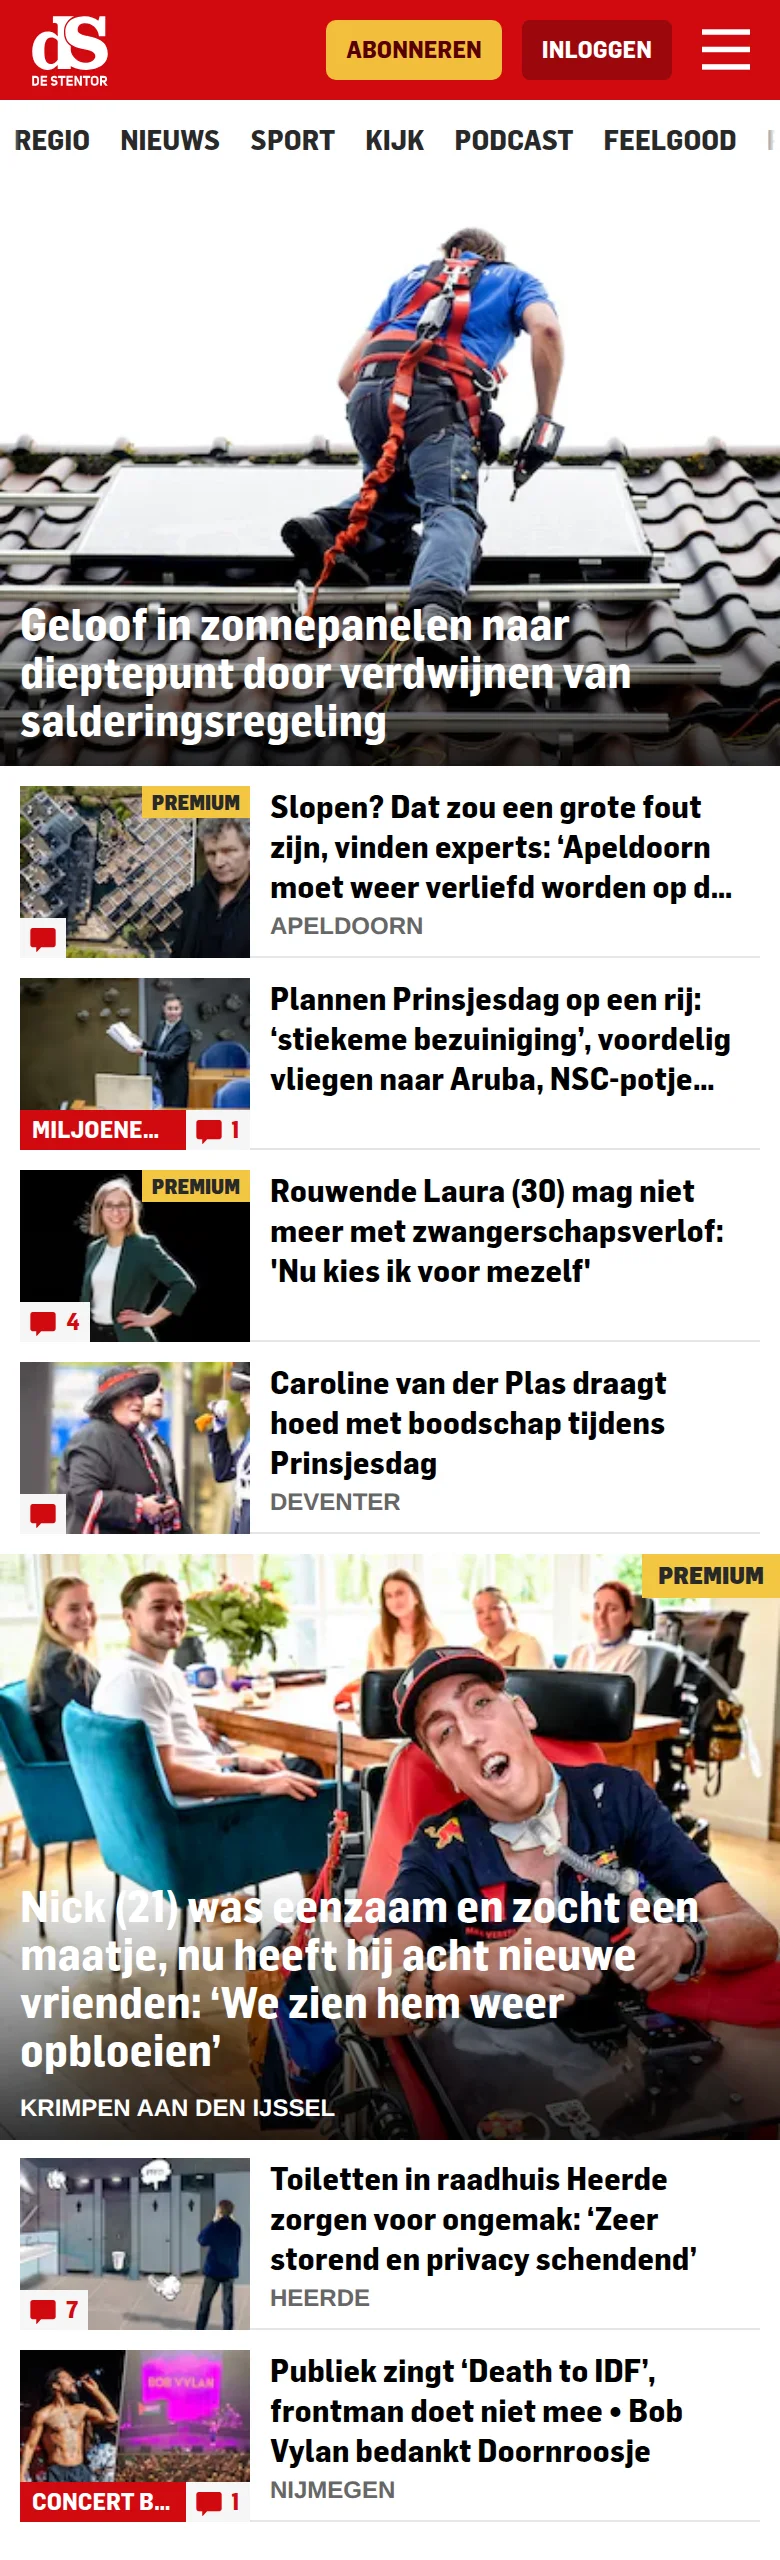 dS
DE STENTOR
ABONNEREN
INLOGGEN
REGIO NIEUWS SPORT KIJK PODCAST FEELGOOD
Geloof in zonnepanelen naar
dieptepunt door verdwijnen van
salderingsregeling
PREMIUM
Slopen? Dat zou een grote fout
zijn, vinden experts: ‘Apeldoorn
moet weer verliefd worden op d...
APELDOORN
Plannen Prinsjesdag op een rij:
‘stiekeme bezuiniging’, voordelig
vliegen naar Aruba, NSC-potje...
MILJOENE... 1
PREMIUM
Rouwende Laura (30) mag niet
meer met zwangerschapsverlof:
'Nu kies ik voor mezelf'
4
Caroline van der Plas draagt
hoed met boodschap tijdens
Prinsjesdag
DEVENTER
PREMIUM
Nick (21) was eenzaam en zocht een
maatje, nu heeft hij acht nieuwe
vrienden: ‘We zien hem weer
opbloeien’
KRIMPEN AAN DEN IJSSEL
Toiletten in raadhuis Heerde
zorgen voor ongemak: ‘Zeer
storend en privacy schendend’
HEERDE
7
BOB VYLAN
Publiek zingt ‘Death to IDF’,
frontman doet niet mee • Bob
Vylan bedankt Doornroosje
NIJMEGEN
CONCERT B... 1